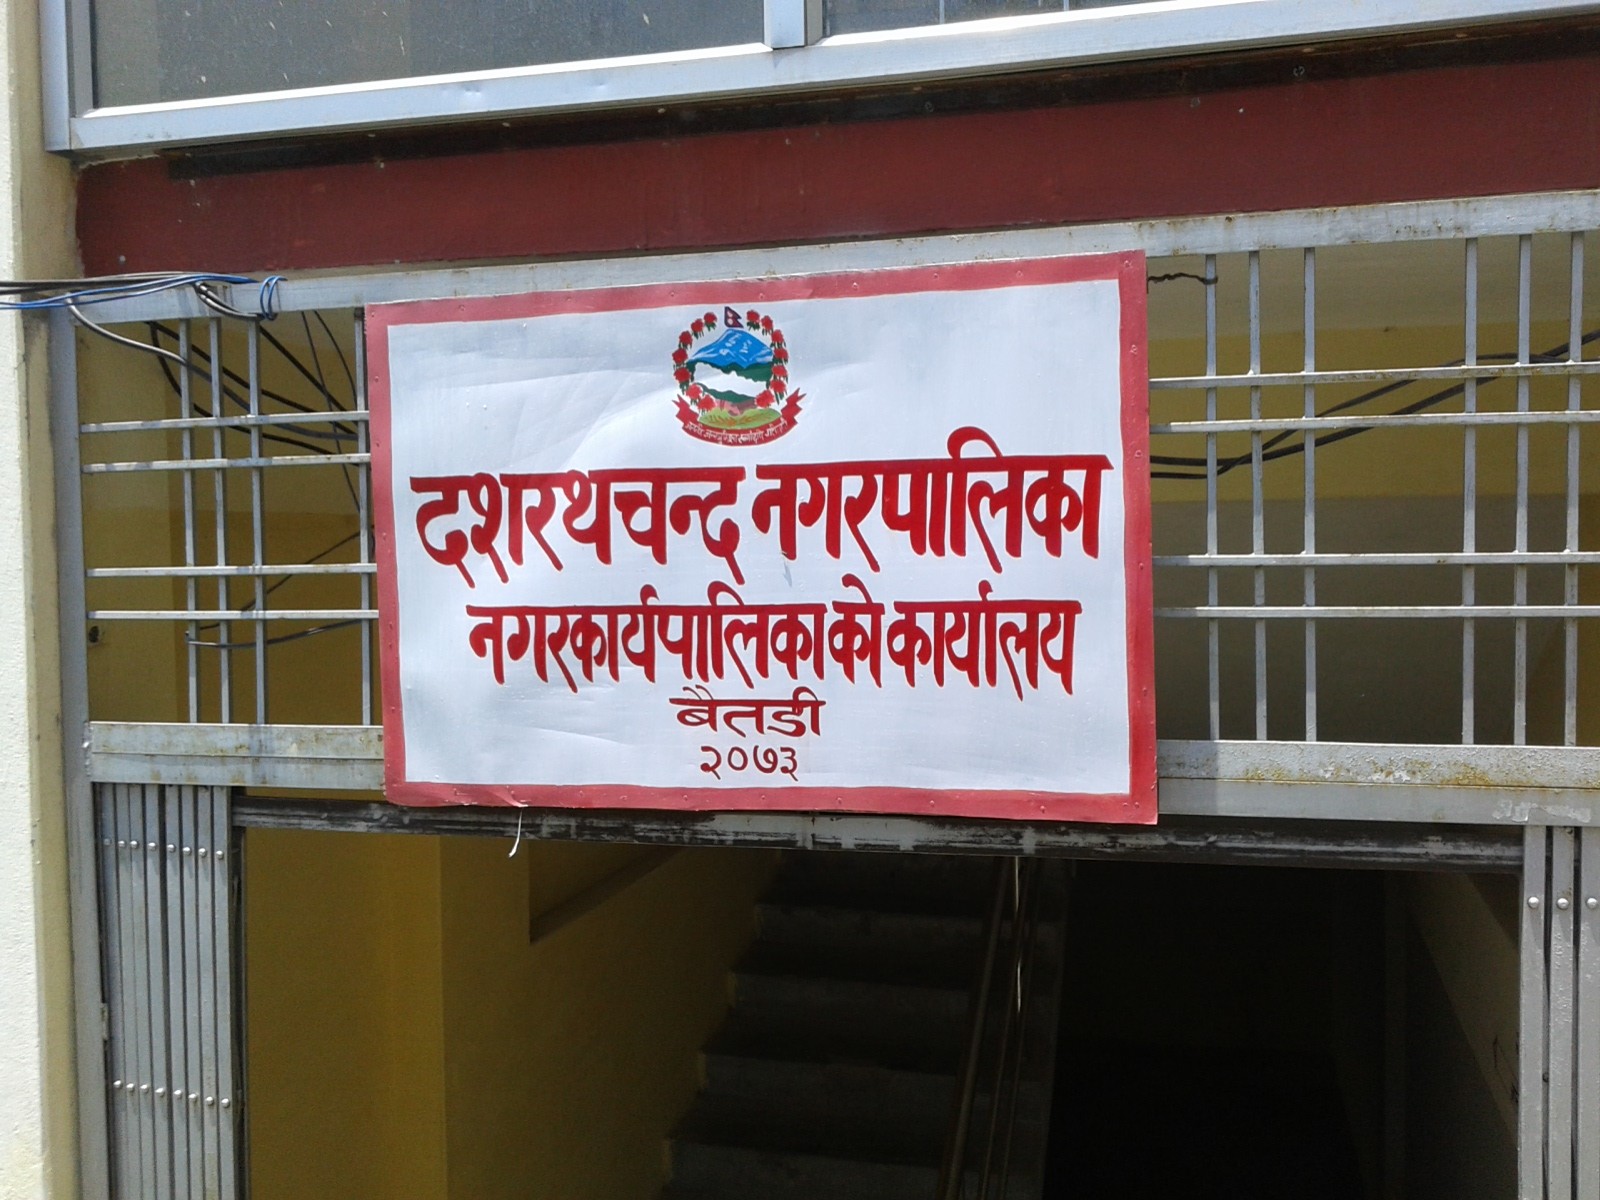 दशरथचन्द नगरपालिका
नगरकार्यपालिकाको कार्यालय
बैतडी
२०७३